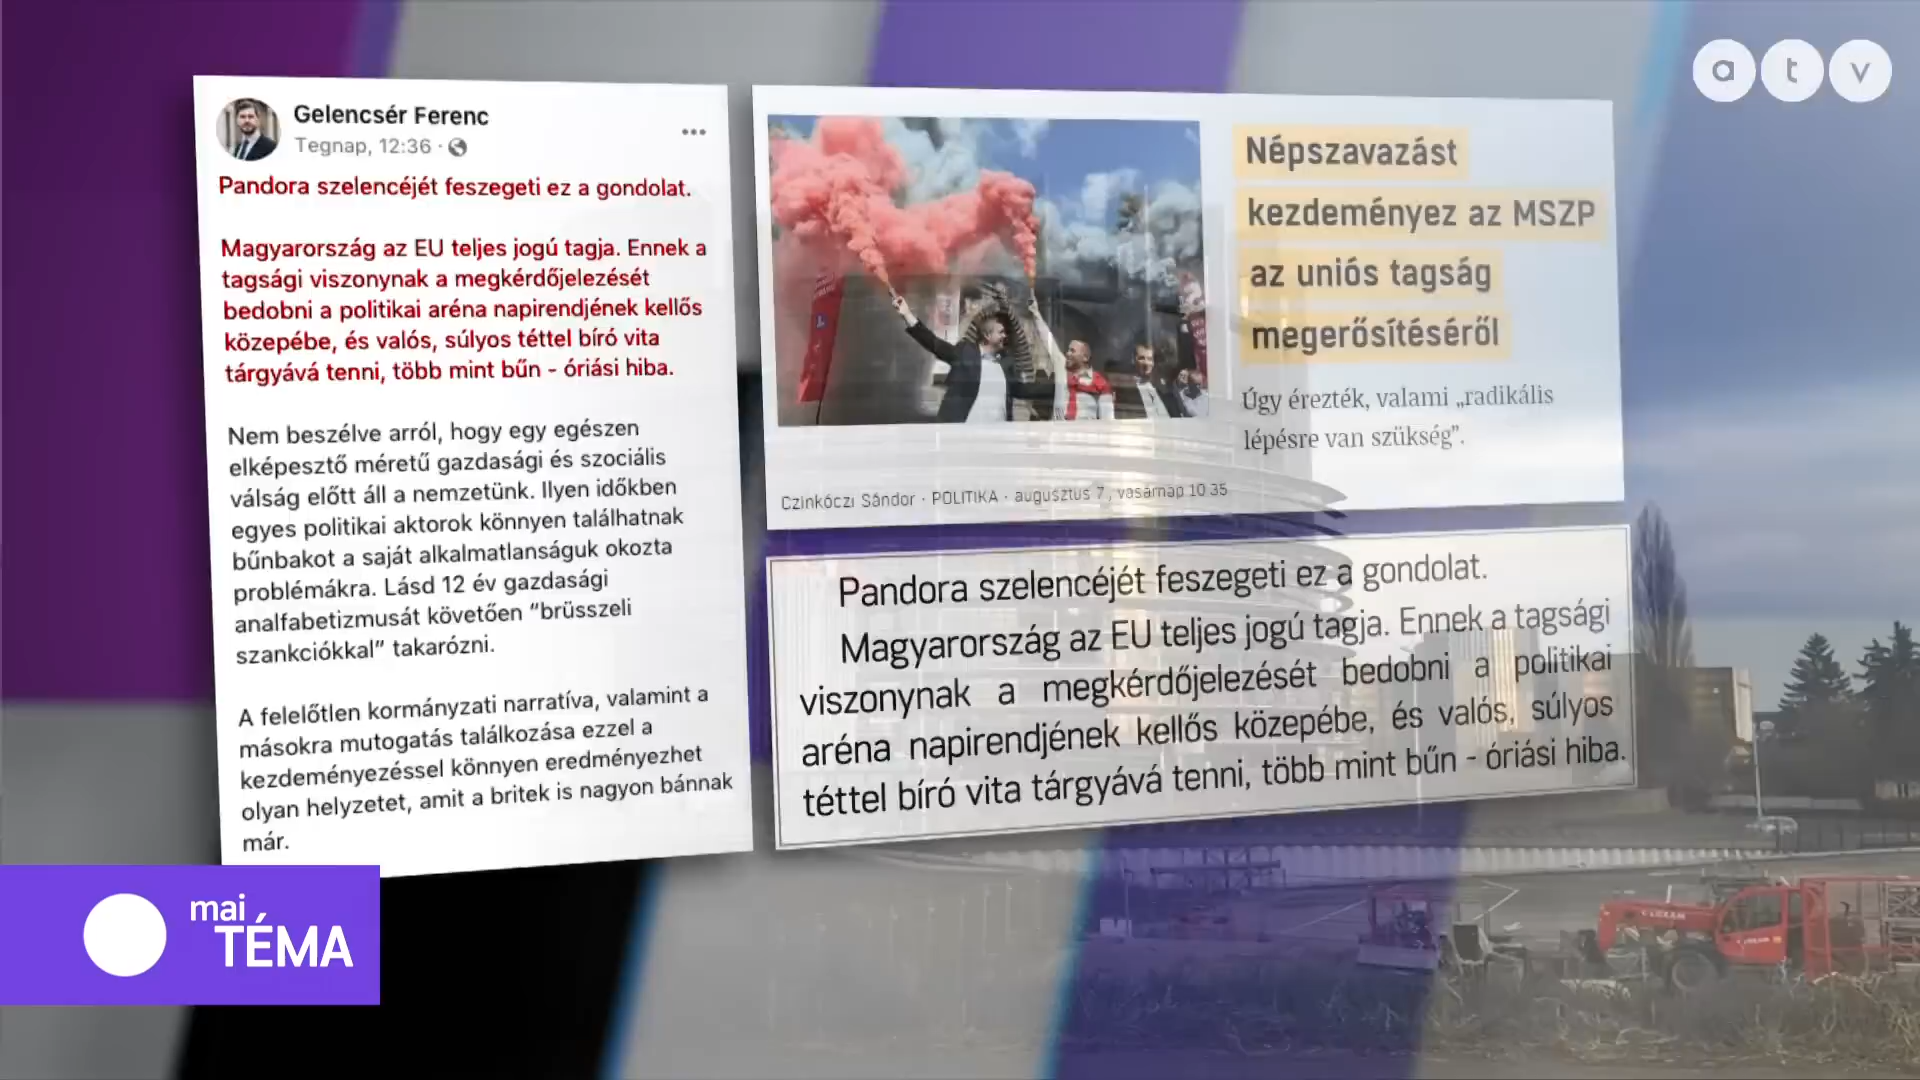 a t v
Gelencsér Ferenc
Tegnap, 12:36 ·
Pandora szelencéjét feszegeti ez a gondolat.
Magyarország az EU teljes jogú tagja. Ennek a
tagsági viszonynak a megkérdőjelezését
bedobni a politikai aréna napirendjének kellős
közepébe, és valós, súlyos téttel bíró vita
tárgyává tenni, több mint bűn - óriási hiba.
Nem beszélve arról, hogy egy egészen
elképesztő méretű gazdasági és szociális
válság előtt áll a nemzetünk. Ilyen időkben
egyes politikai aktorok könnyen találhatnak
bűnbakot a saját alkalmatlanságuk okozta
problémákra. Lásd 12 év gazdasági
analfabetizmusát követően "brüsszeli
szankciókkal" takarózni.
A felelőtlen kormányzati narratíva, valamint a
másokra mutogatás találkozása ezzel a
kezdeményezéssel könnyen eredményezhet
olyan helyzetet, amit a britek is nagyon bánnak
már.
Népszavazást
kezdeményez az MSZP
az uniós tagság
megerősítéséről
Úgy érezték, valami „radikális
lépésre van szükség”.
Czinkóczi Sándor · POLITIKA · augusztus 7., vasárnap 10:35
Pandora szelencéjét feszegeti ez a gondolat.
Magyarország az EU teljes jogú tagja. Ennek a tagsági
viszonynak a megkérdőjelezését bedobni a politikai
aréna napirendjének kellős közepébe, és valós, súlyos
téttel bíró vita tárgyává tenni, több mint bűn - óriási hiba.
mai
TÉMA